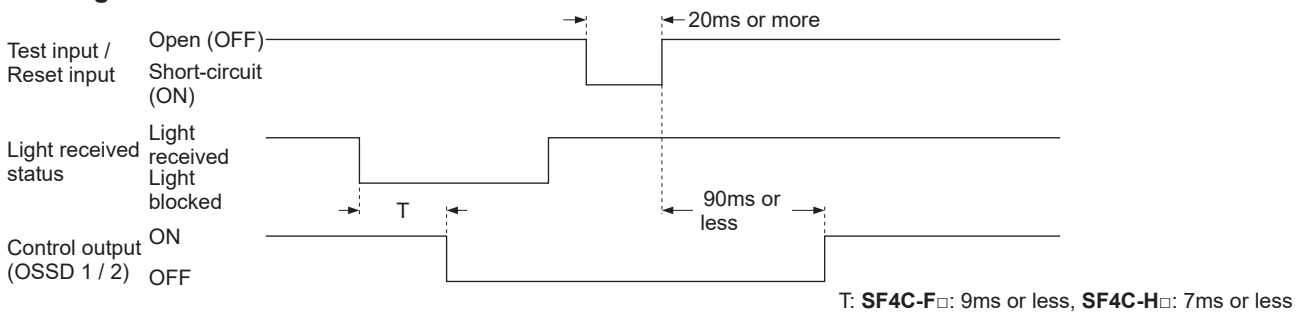 20ms or more
Test input /
Reset input
Open (OFF)
Short-circuit
(ON)
Light received
status
Light
received
Light
blocked
T
90ms or
less
Control output
(OSSD 1 / 2)
ON
OFF
T: SF4C-F□: 9ms or less, SF4C-H□: 7ms or less